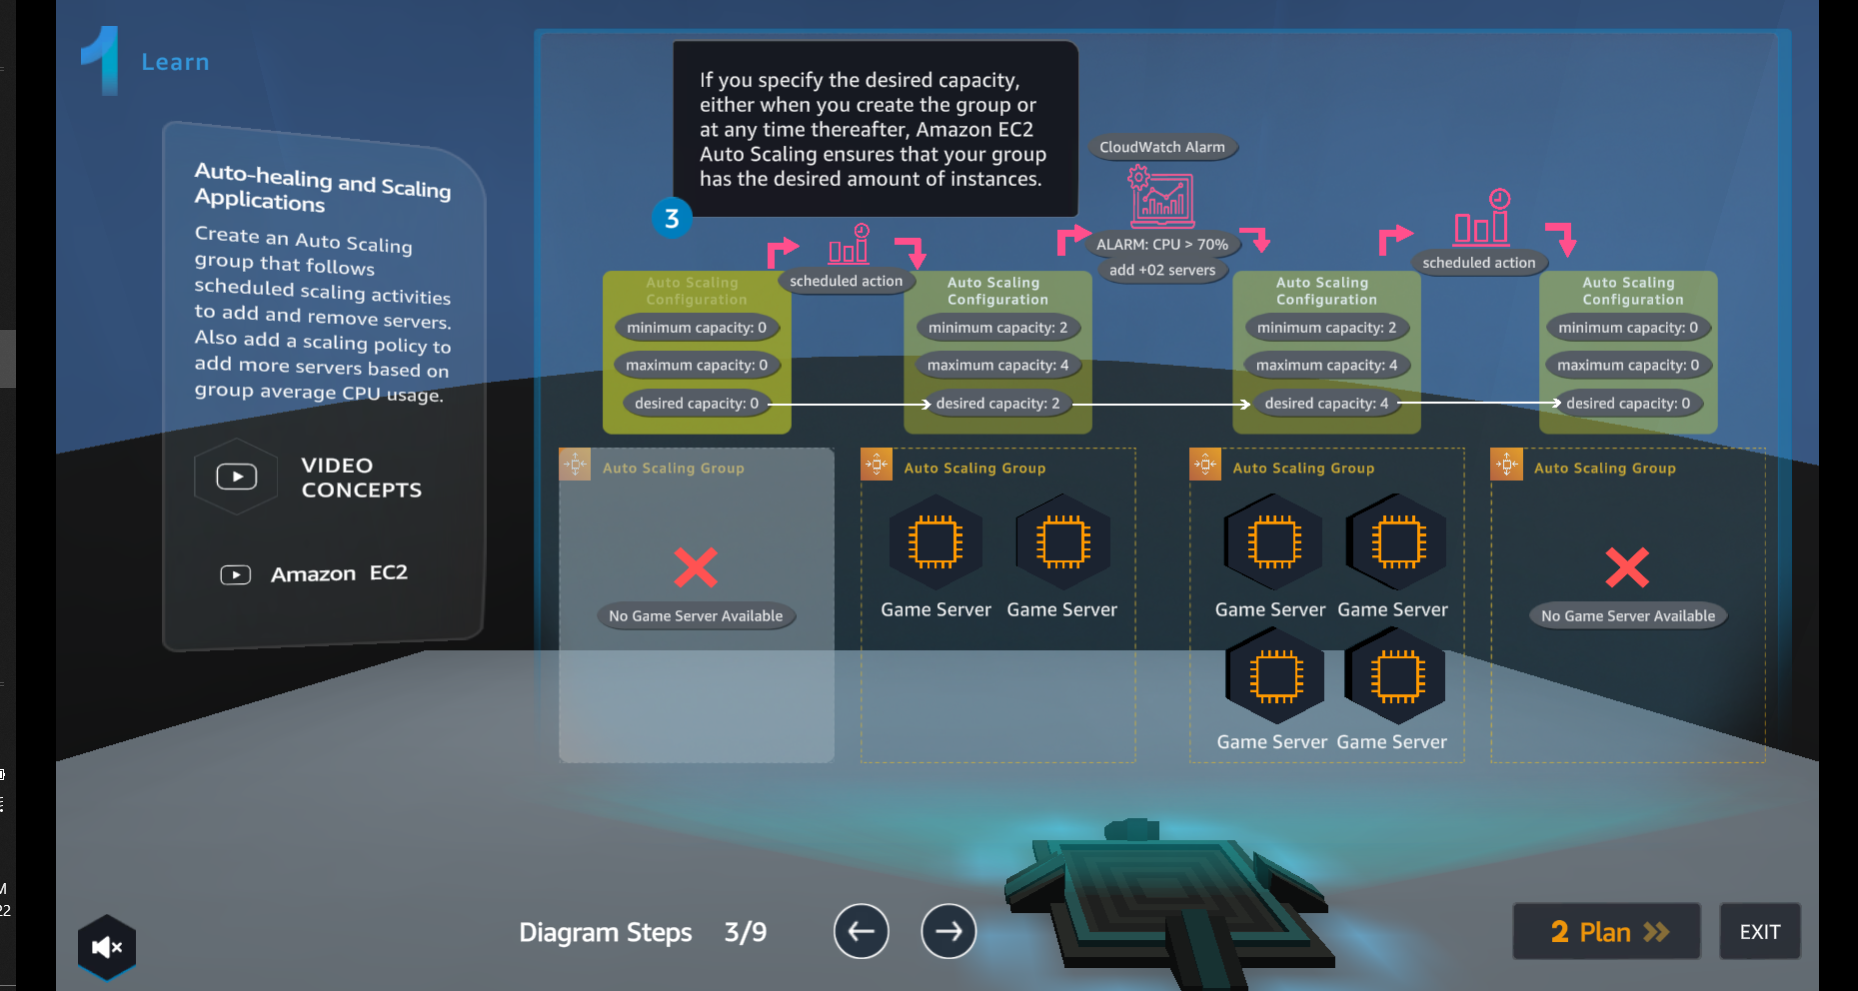 1 Learn
Auto-healing and Scaling
Applications
Create an Auto Scaling
group that follows
scheduled scaling activities
to add and remove servers.
Also add a scaling policy to
add more servers based on
group average CPU usage.
VIDEO
CONCEPTS
Amazon EC2
If you specify the desired capacity,
either when you create the group or
at any time thereafter, Amazon EC2
Auto Scaling ensures that your group
has the desired amount of instances.
3
CloudWatch Alarm
ALARM: CPU > 70%
add +02 servers
scheduled action
scheduled action
Auto Scaling
Configuration
minimum capacity: 0
maximum capacity: 0
desired capacity: 0
Auto Scaling
Configuration
minimum capacity: 2
maximum capacity: 4
desired capacity: 2
Auto Scaling
Configuration
minimum capacity: 2
maximum capacity: 4
desired capacity: 4
Auto Scaling
Configuration
minimum capacity: 0
maximum capacity: 0
desired capacity: 0
Auto Scaling Group
No Game Server Available
Auto Scaling Group
Game Server Game Server
Auto Scaling Group
Game Server Game Server
Game Server Game Server
Auto Scaling Group
No Game Server Available
M
22
Diagram Steps 3/9
2 Plan
EXIT